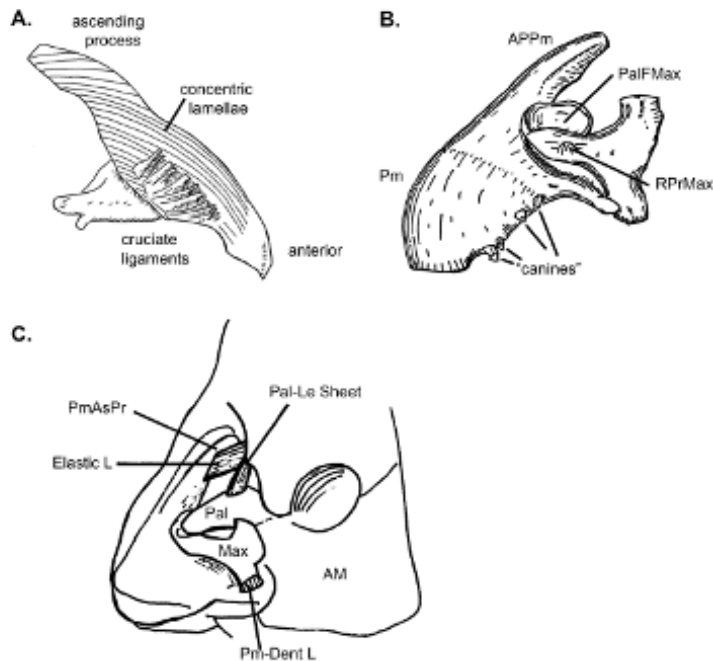 A.
ascending
process
concentric
lamellae
cruciate
ligaments
anterior
B.
APPm
PalFMax
Pm
RPrMax
"canines"
C.
Pal-Le Sheet
PmAsPr
Elastic L
Pal
Max
AM
Pm-Dent L